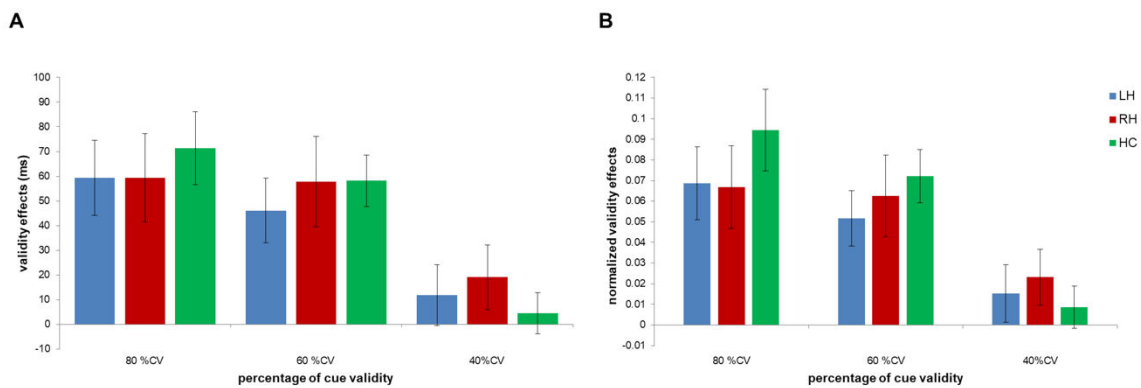 A
validity effects (ms)
100
90
80
70
60
50
40
30
20
10
0
-10
80 %CV
60 %CV
40%CV
percentage of cue validity
B
normalized validity effects
0.12
0.11
0.1
0.09
0.08
0.07
0.06
0.05
0.04
0.03
0.02
0.01
0
-0.01
80 %CV
60 %CV
40%CV
percentage of cue validity
LH
RH
HC